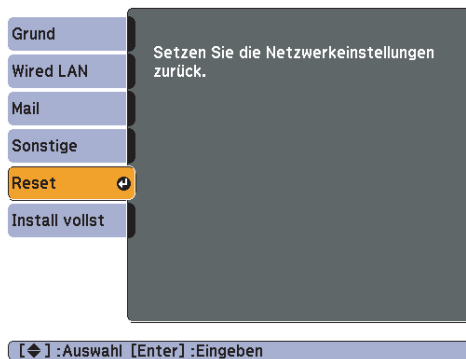 Grund
Wired LAN
Mail
Sonstige
Reset
Install vollst
Setzen Sie die Netzwerkeinstellungen
zurück.
[◆] :Auswahl [Enter] :Eingeben